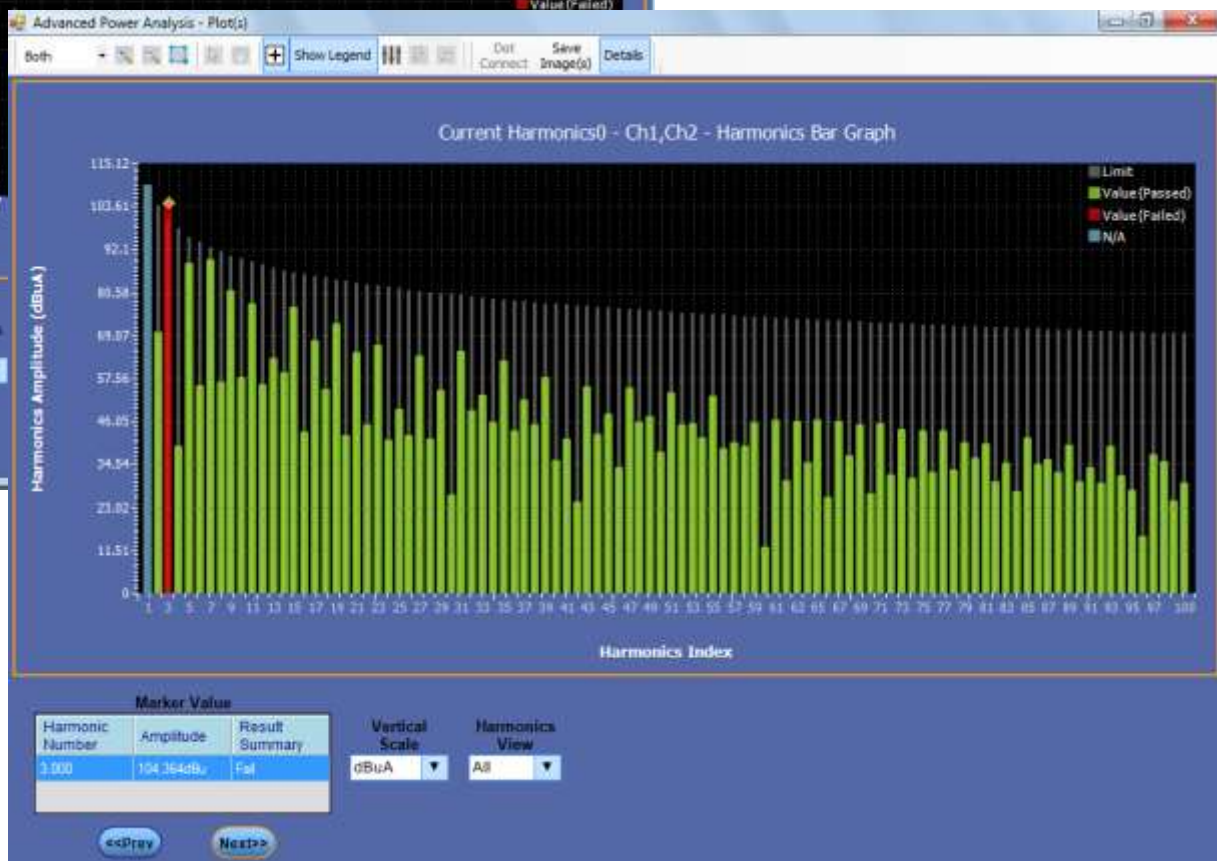 Value(Failed)
Advanced Power Analysis - Plot(s)
Both
Show Legend
Dot Connect
Save Image(s)
Details
Current Harmonics0 - Ch1,Ch2 - Harmonics Bar Graph
Harmonics Amplitude (dBuA)
115.12
103.61
92.1
80.58
69.07
57.56
46.05
34.54
23.02
11.51
0
Limit
Value(Passed)
Value(Failed)
N/A
1 3 5 7 9 11 13 15 17 19 21 23 25 27 29 31 33 35 37 39 41 43 45 47 49 51 53 55 57 59 61 63 65 67 69 71 73 75 77 79 81 83 85 87 89 91 93 95 97 100
Harmonics Index
Marker Value
Harmonic Number
Amplitude
Result Summary
3.000 104.364dBu Fail
Vertical Scale
dBuA
Harmonics View
All
<<Prev
Next>>